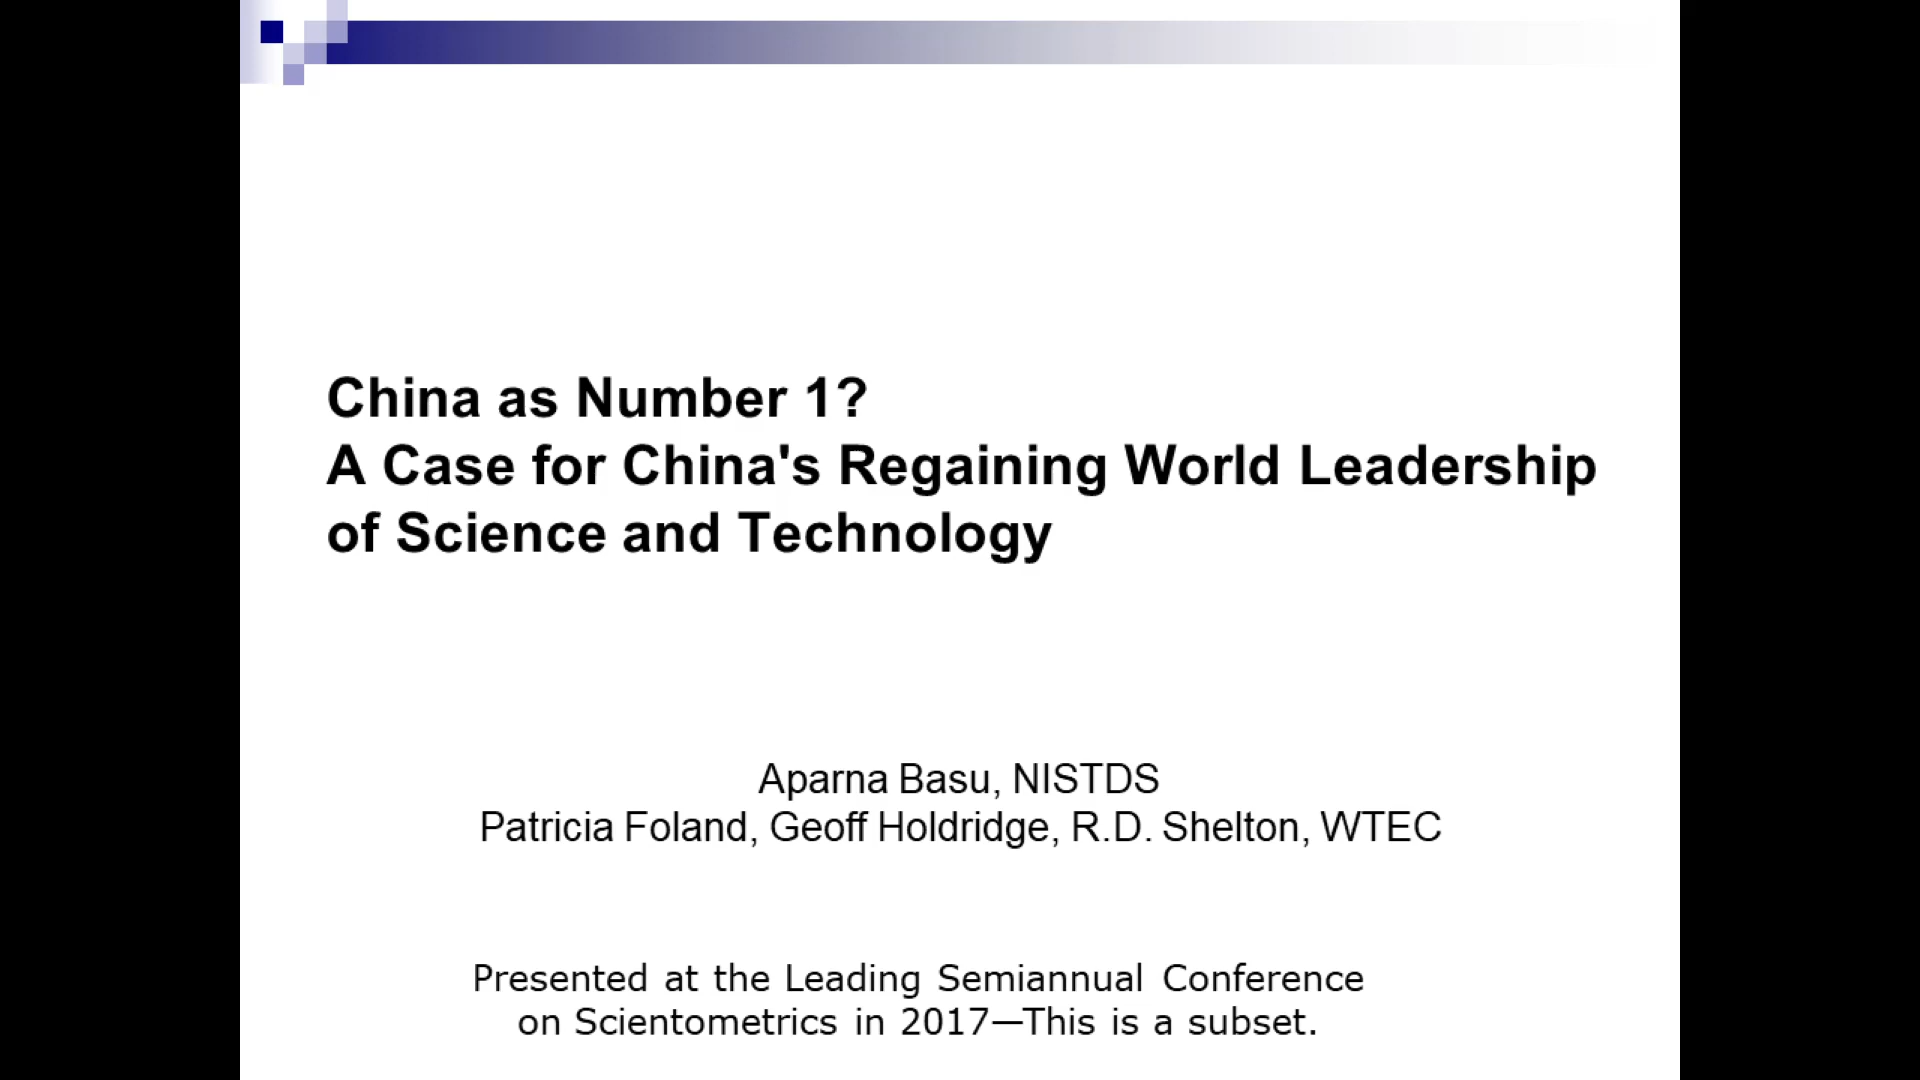 China as Number 1?
A Case for China's Regaining World Leadership
of Science and Technology
Aparna Basu, NISTDS
Patricia Foland, Geoff Holdridge, R.D. Shelton, WTEC
Presented at the Leading Semiannual Conference
on Scientometrics in 2017—This is a subset.